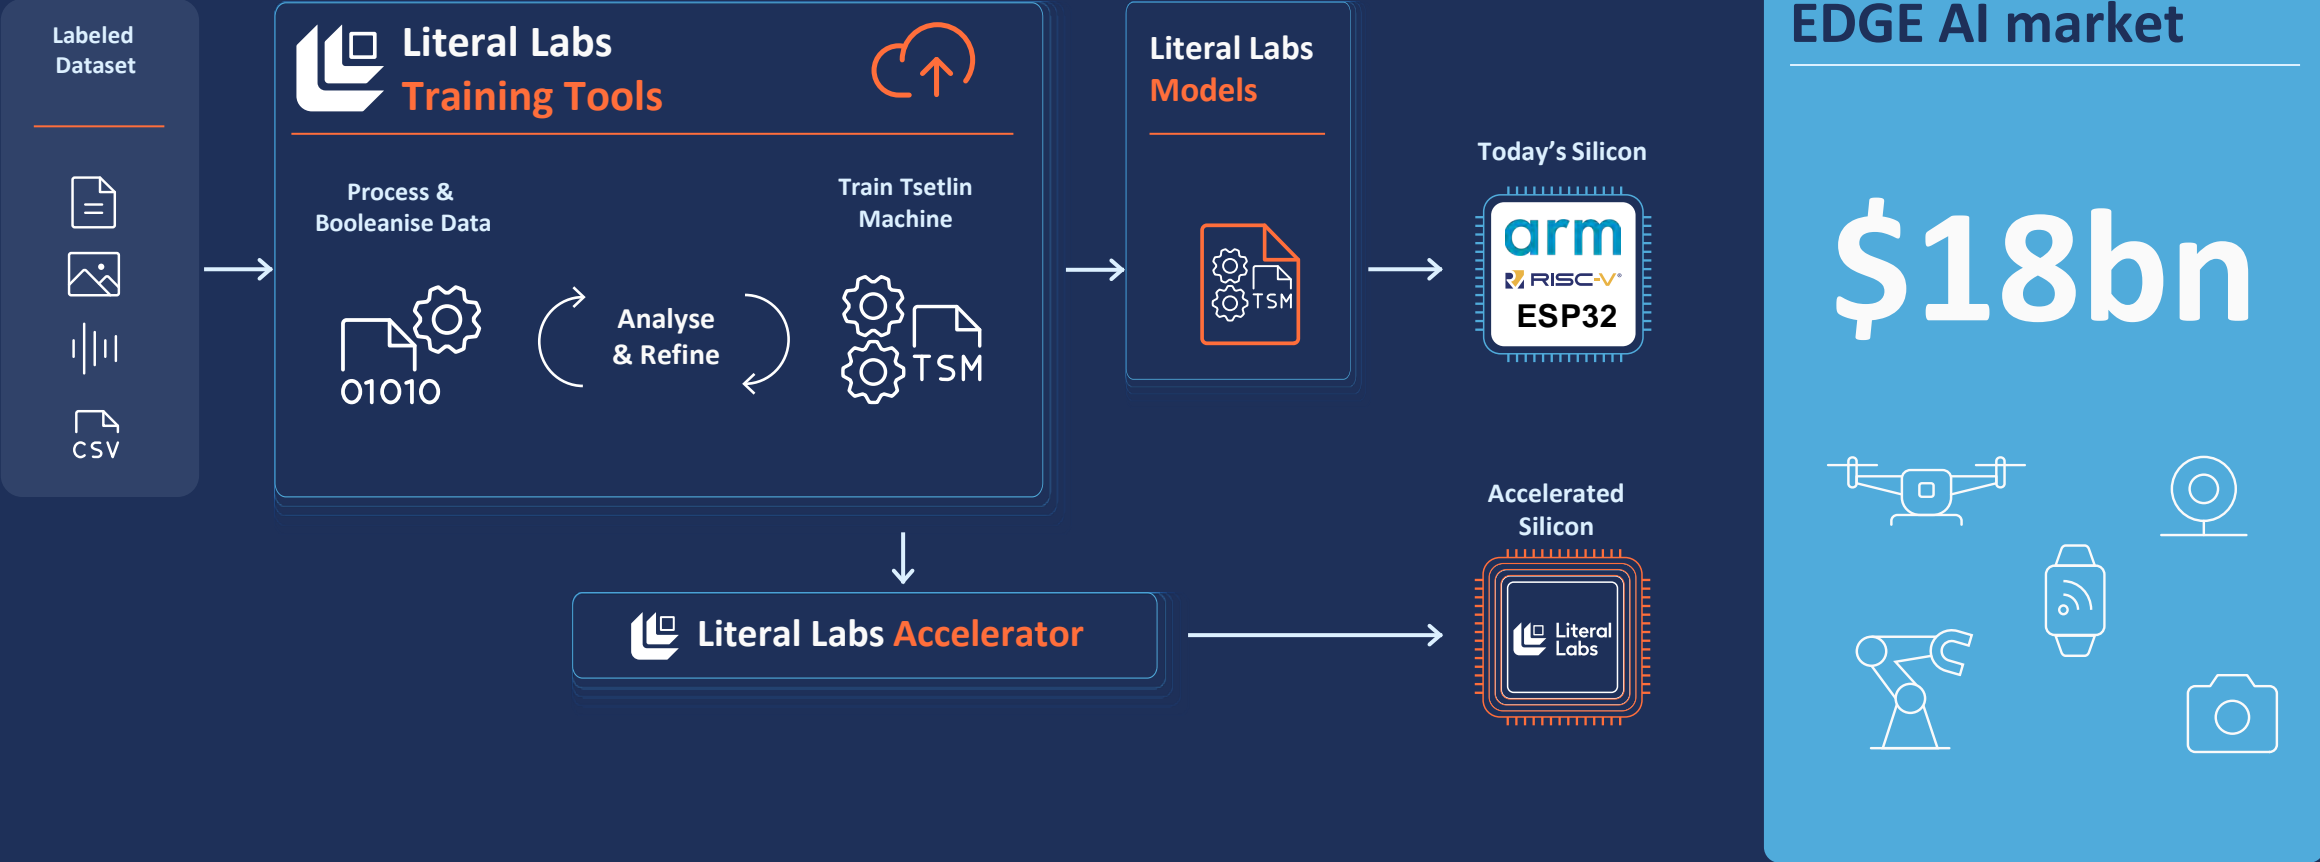 Labeled
Dataset
CSV
Literal Labs
Training Tools
Process &
Booleanise Data
01010
Analyse
& Refine
Train Tsetlin
Machine
TSM
Literal Labs
Models
TSM
Today’s Silicon
arm
RISC-V®
ESP32
Literal Labs Accelerator
Accelerated
Silicon
Literal
Labs
EDGE AI market
$18bn